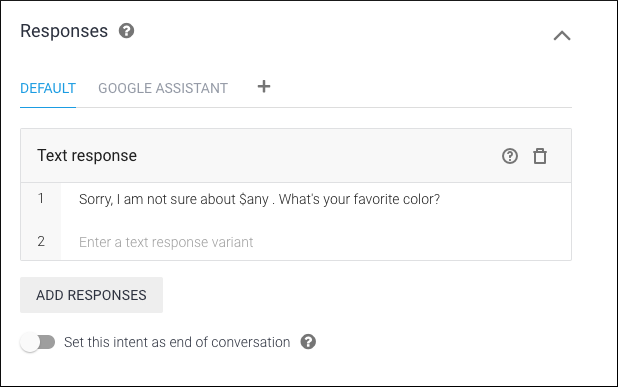 Responses ?
DEFAULT GOOGLE ASSISTANT +
Text response ?
1 Sorry, I am not sure about $any . What's your favorite color?
2 Enter a text response variant
ADD RESPONSES
Set this intent as end of conversation ?